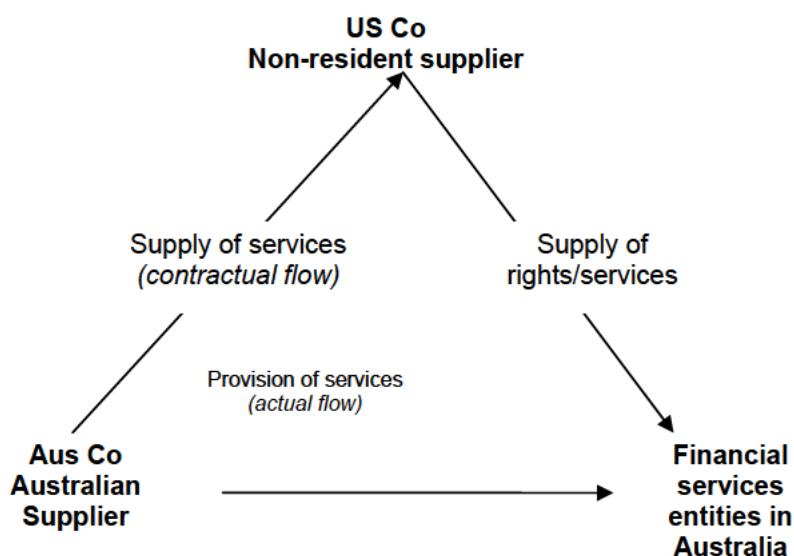 US Co
Non-resident supplier
Supply of services
(contractual flow)
Supply of
rights/services
Provision of services
(actual flow)
Aus Co
Australian
Supplier
Financial
services
entities in
Australia